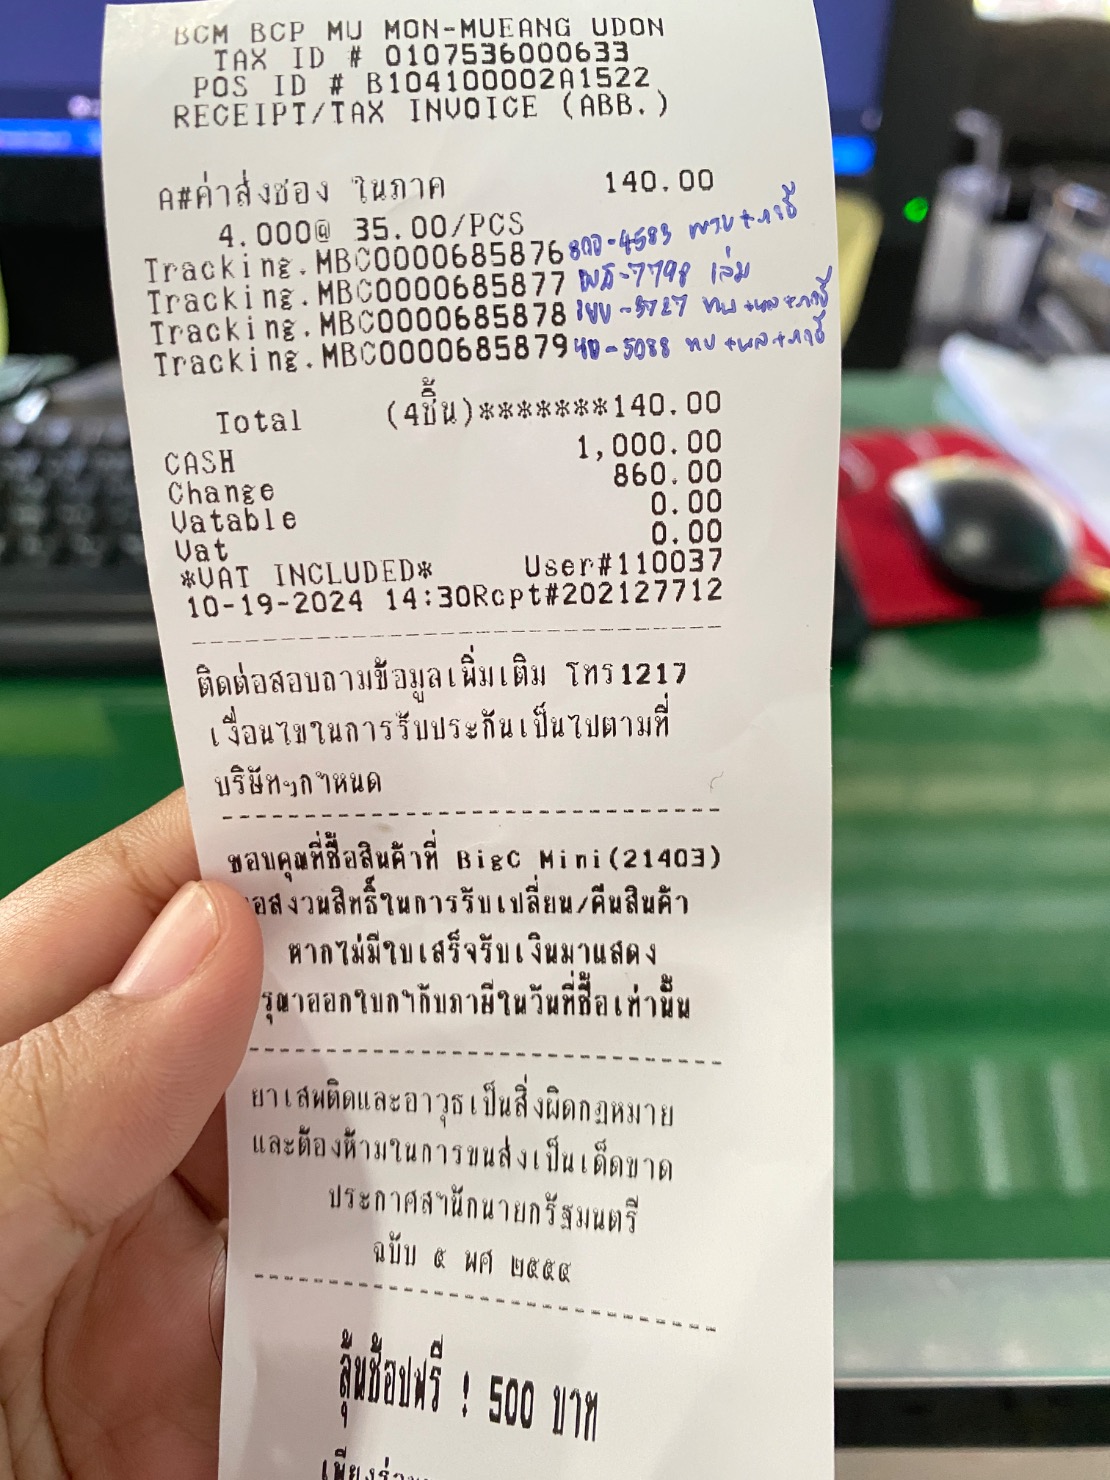 BCM BCP MU MON-MUEANG UDON
TAX ID # 0107536000633
POS ID # B104100002A1522
RECEIPT/TAX INVOICE (ABB.)
A#ค่าส่งซอง ในภาค 140.00
4.000@ 35.00/PCS
Tracking.MBC0000685876 -4583
Tracking.MBC0000685877 -7798 เล่ม
Tracking.MBC0000685878
Tracking.MBC0000685879 -5088
Total (4ชิ้น)*******140.00
CASH 1,000.00
Change 860.00
Vatable 0.00
Vat 0.00
*VAT INCLUDED* User#110037
10-19-2024 14:30Rcpt#202127712
ติดต่อสอบถามข้อมูลเพิ่มเติม โทร1217
เงื่อนไขในการรับประกันเป็นไปตามที่
บริษัทฯกำหนด
ขอบคุณที่ซื้อสินค้าที่ BigC Mini(21403)
อสงวนสิทธิ์ในการรับเปลี่ยน/คืนสินค้า
หากไม่มีใบเสร็จรับเงินมาแสดง
รุณาออกใบกำกับภาษีในวันที่ซื้อเท่านั้น
ยาเสพติดและอาวุธเป็นสิ่งผิดกฎหมาย
และต้องห้ามในการขนส่งเป็นเด็ดขาด
ประกาศสำนักนายกรัฐมนตรี
ฉบับ ๕ พศ ๒๕๕๔
ลุ้นช้อปฟรี ! 500 บาท